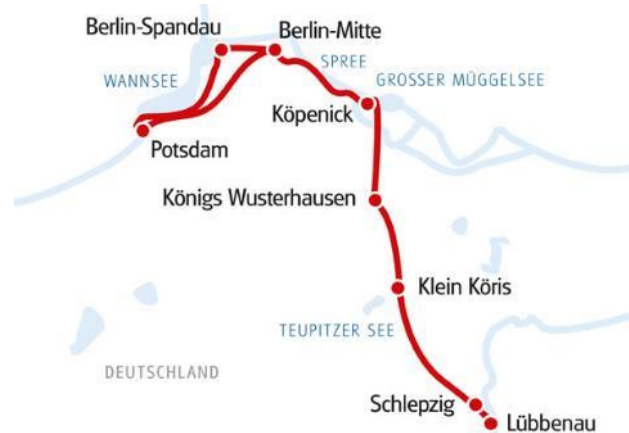 Berlin-Spandau
Berlin-Mitte
WANNSEE
SPREE
GROSSER MÜGGELSEE
Köpenick
Potsdam
Königs Wusterhausen
Klein Köris
TEUPITZER SEE
DEUTSCHLAND
Schlepzig
Lübbenau